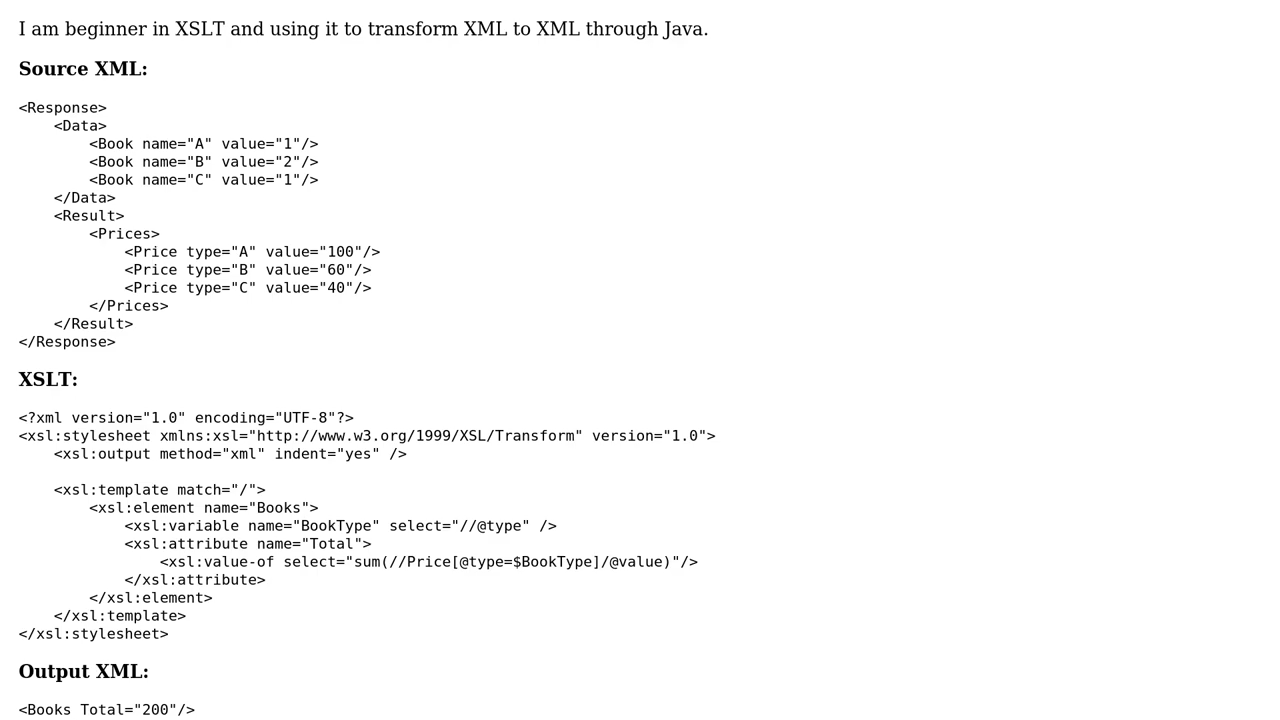 I am beginner in XSLT and using it to transform XML to XML through Java.
Source XML:
<Response>
    <Data>
        <Book name="A" value="1"/>
        <Book name="B" value="2"/>
        <Book name="C" value="1"/>
    </Data>
    <Result>
        <Prices>
            <Price type="A" value="100"/>
            <Price type="B" value="60"/>
            <Price type="C" value="40"/>
        </Prices>
    </Result>
</Response>
XSLT:
<?xml version="1.0" encoding="UTF-8"?>
<xsl:stylesheet xmlns:xsl="http://www.w3.org/1999/XSL/Transform" version="1.0">
    <xsl:output method="xml" indent="yes" />
    <xsl:template match="/">
        <xsl:element name="Books">
            <xsl:variable name="BookType" select="//@type" />
            <xsl:attribute name="Total">
                <xsl:value-of select="sum(//Price[@type=$BookType]/@value)"/>
            </xsl:attribute>
        </xsl:element>
    </xsl:template>
</xsl:stylesheet>
Output XML:
<Books Total="200"/>